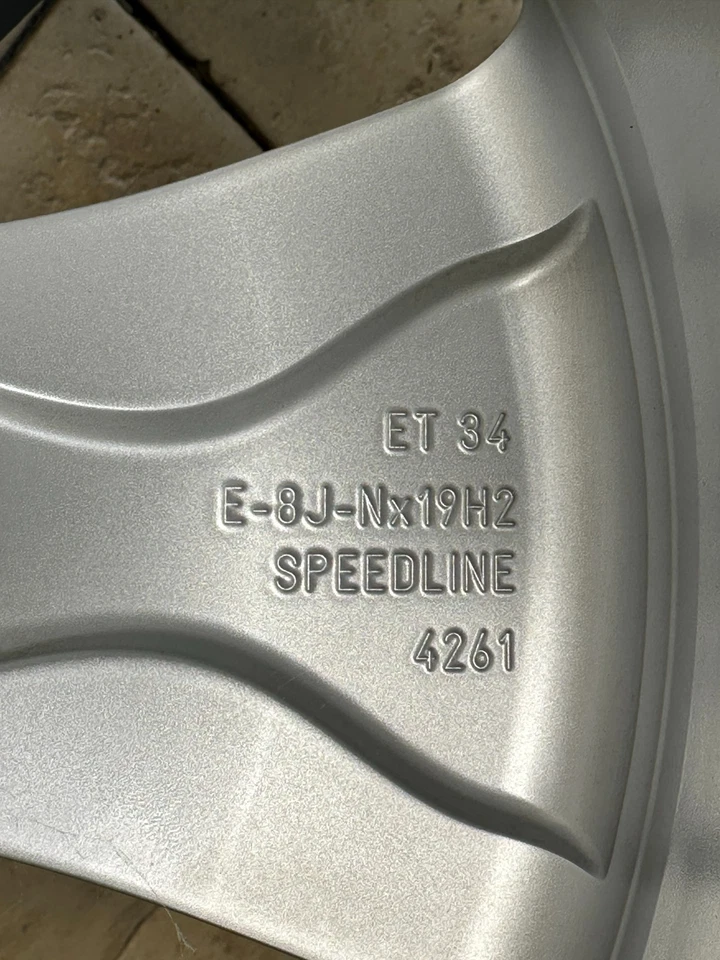 ET 34
E-8J-Nx19H2
SPEEDLINE
4261